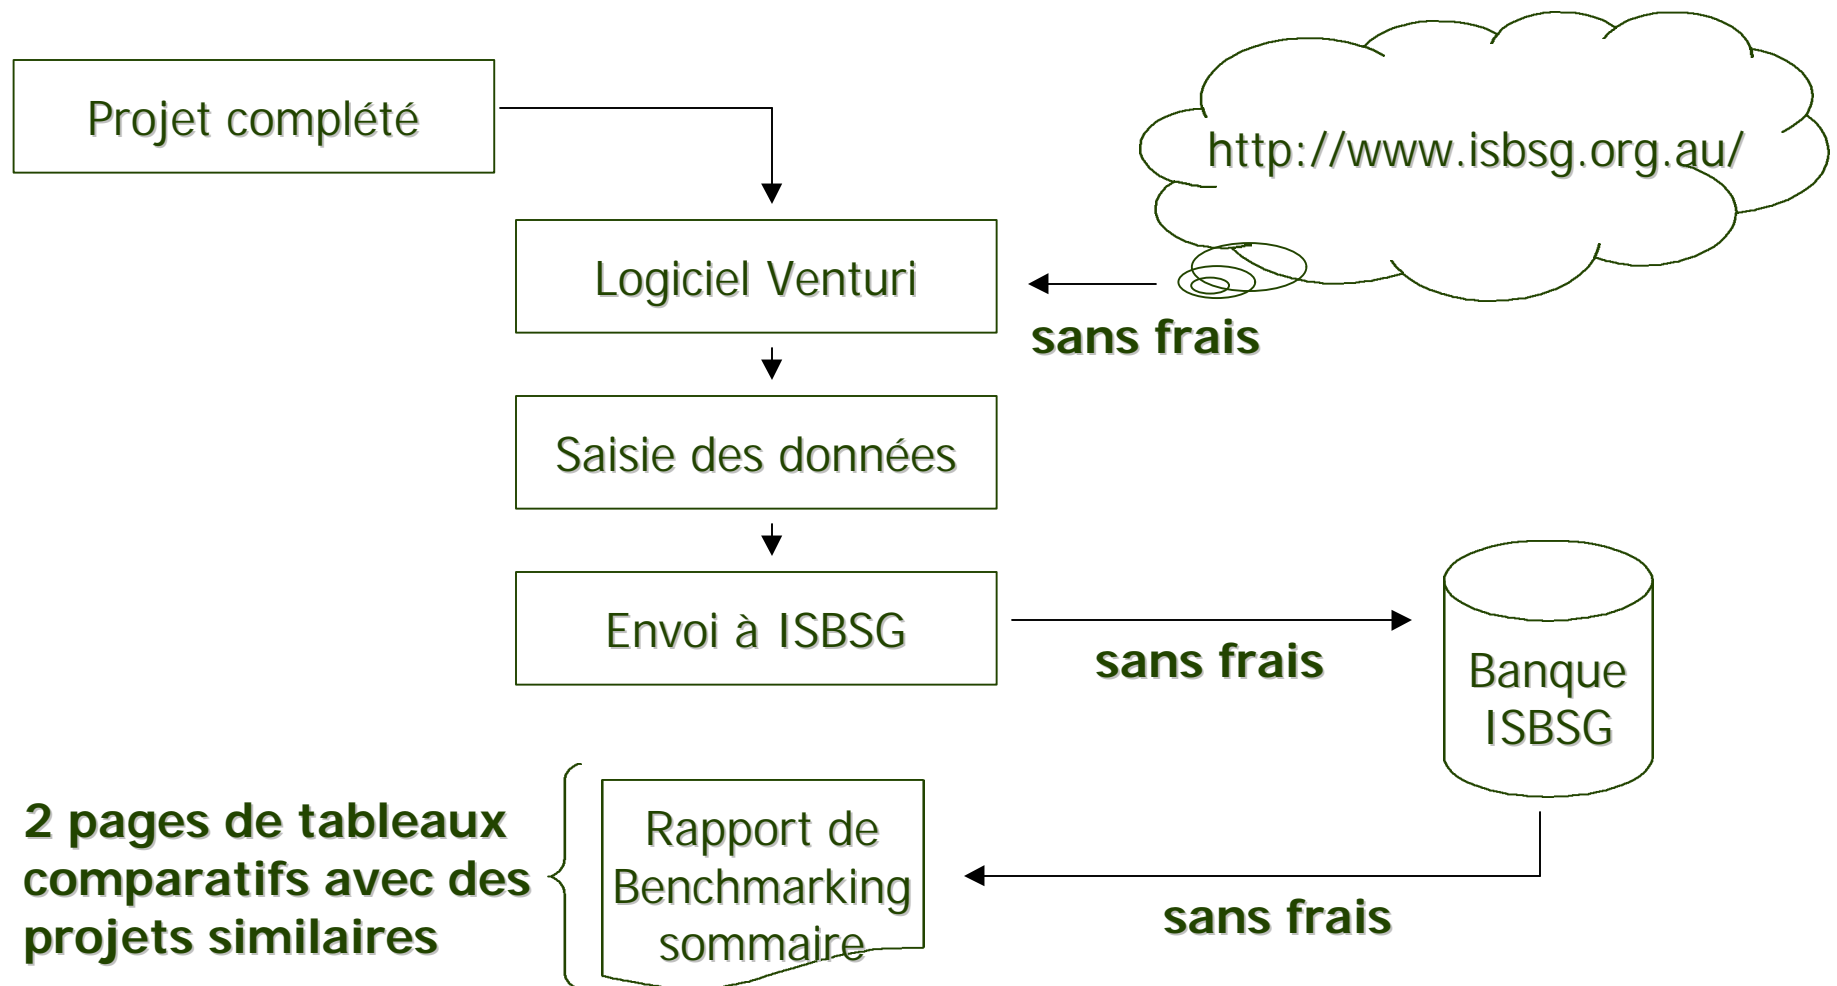 Projet complété
http://www.isbsg.org.au/
Logiciel Venturi
sans frais
Saisie des données
Envoi à ISBSG
sans frais
Banque
ISBSG
2 pages de tableaux
comparatifs avec des
projets similaires
Rapport de
Benchmarking
sommaire
sans frais